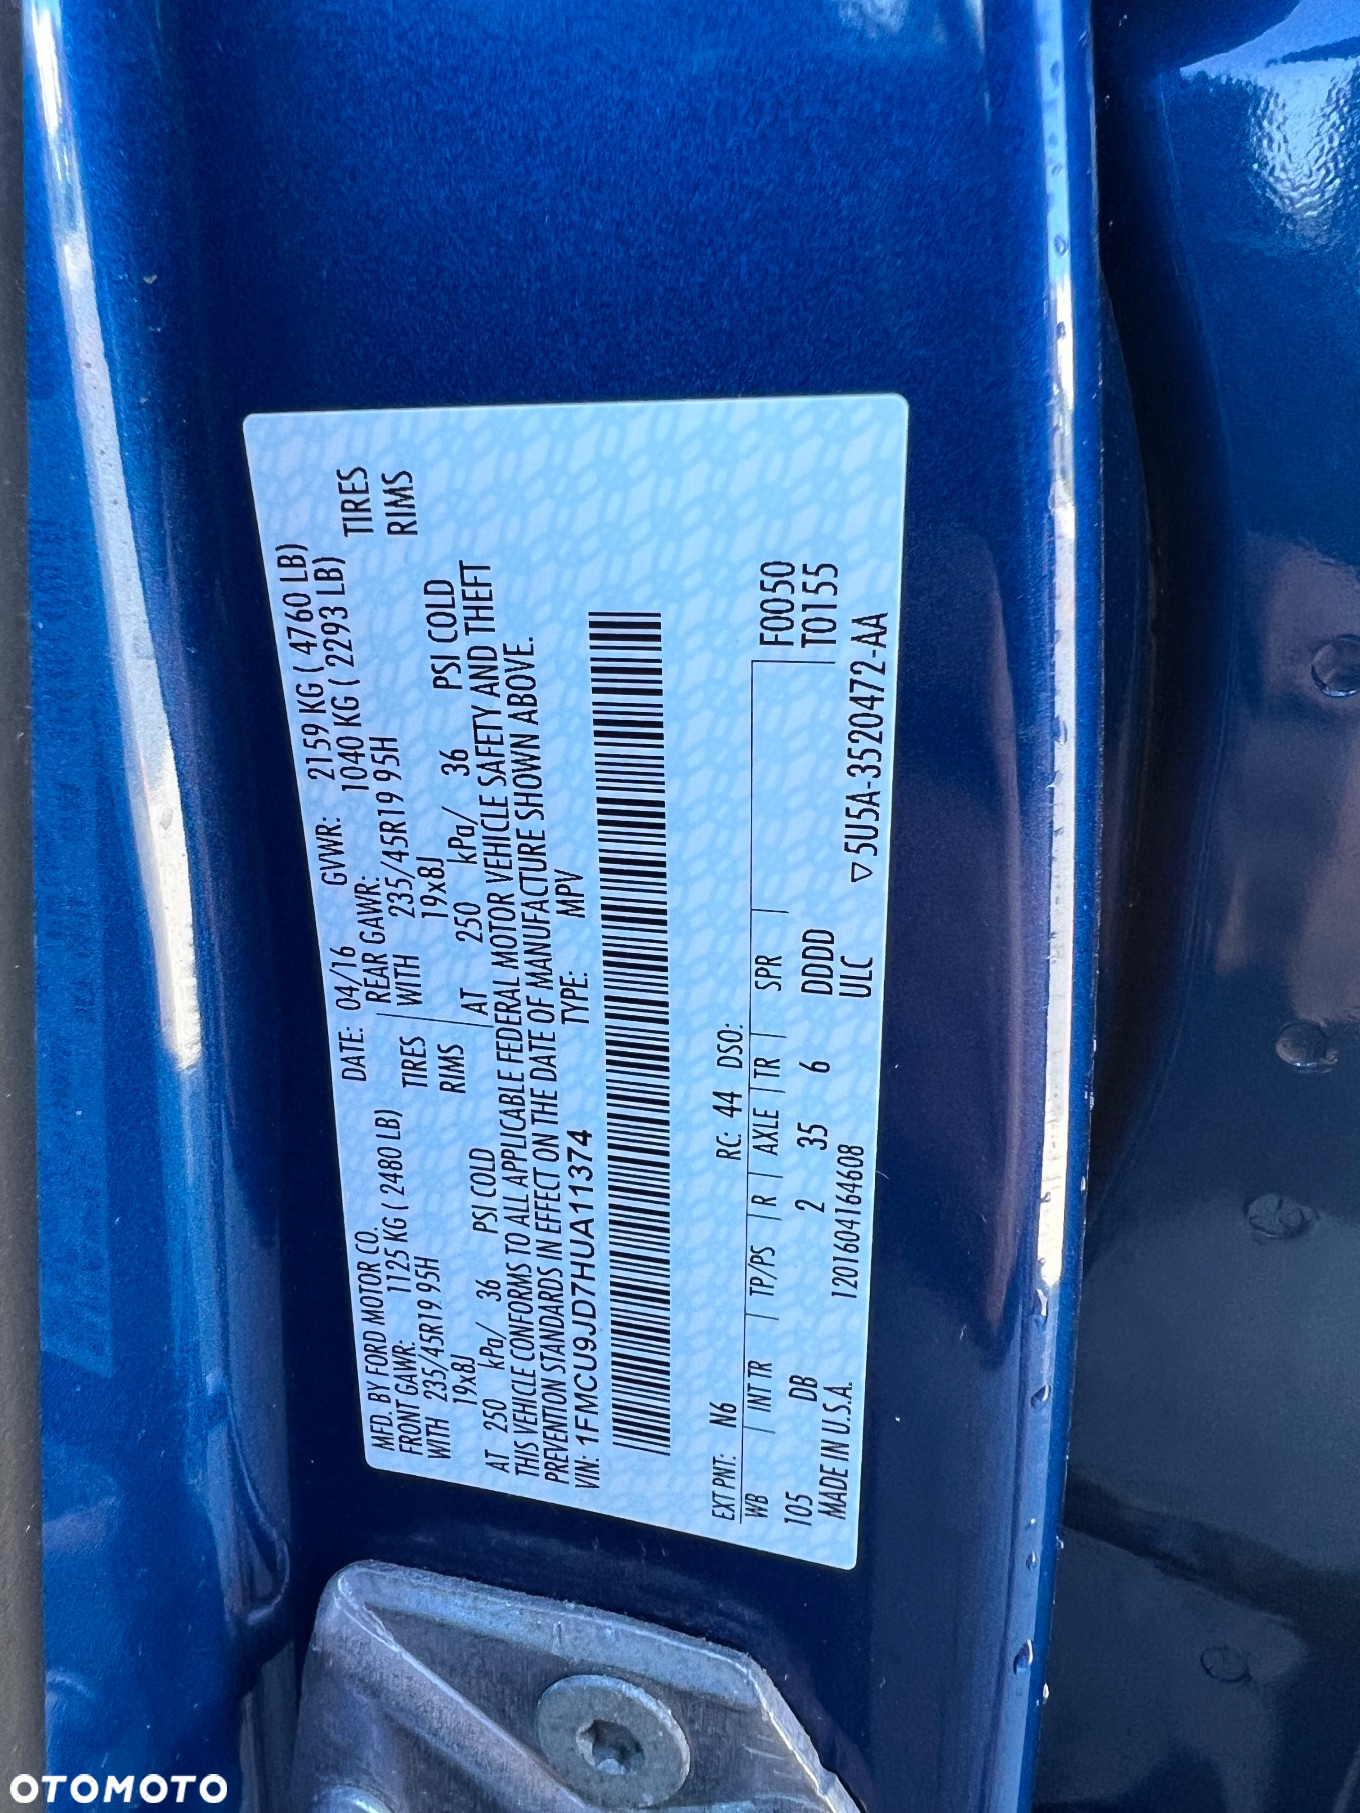 MFD. BY FORD MOTOR CO. DATE: 04/16 GVWR: 2159 KG ( 4760 LB)
FRONT GAWR: 1125 KG ( 2480 LB) REAR GAWR: 1040 KG ( 2293 LB)
WITH 235/45R19 95H TIRES WITH 235/45R19 95H TIRES
19x8J RIMS 19x8J RIMS
AT 250 kPa/ 36 PSI COLD AT 250 kPa/ 36 PSI COLD
THIS VEHICLE CONFORMS TO ALL APPLICABLE FEDERAL MOTOR VEHICLE SAFETY AND THEFT
PREVENTION STANDARDS IN EFFECT ON THE DATE OF MANUFACTURE SHOWN ABOVE.
VIN: 1FMCU9JD7HUA11374 TYPE: MPV
EXT PNT: N6 RC: 44 DSO:
WB INT TR TP/PS R AXLE TR SPR F0050
105 DB 2 35 6 DDDD T0155
MADE IN U.S.A. 1201604164608 ULC ▽5U5A-3520472-AA
OTOMOTO